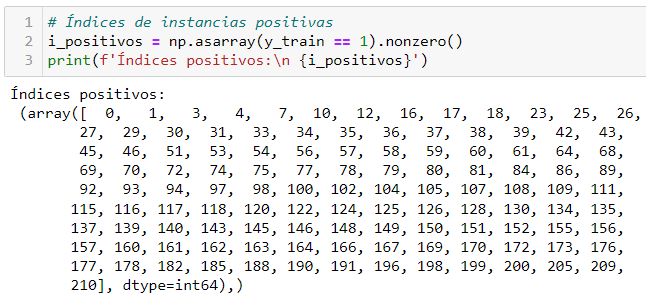 1 # Índices de instancias positivas
2 i_positivos = np.asarray(y_train == 1).nonzero()
3 print(f'Índices positivos:\n {i_positivos}')
Índices positivos:
(array([  0,   1,   3,   4,   7,  10,  12,  16,  17,  18,  23,  25,  26,
27,  29,  30,  31,  33,  34,  35,  36,  37,  38,  39,  42,  43,
45,  46,  51,  53,  54,  56,  57,  58,  59,  60,  61,  64,  68,
69,  70,  72,  74,  75,  77,  78,  79,  80,  81,  84,  86,  89,
92,  93,  94,  97,  98, 100, 102, 104, 105, 107, 108, 109, 111,
115, 116, 117, 118, 120, 122, 124, 125, 126, 128, 130, 134, 135,
137, 139, 140, 143, 145, 146, 148, 149, 150, 151, 152, 155, 156,
157, 160, 161, 162, 163, 164, 166, 167, 169, 170, 172, 173, 176,
177, 178, 182, 185, 188, 190, 191, 196, 198, 199, 200, 205, 209,
210], dtype=int64),)